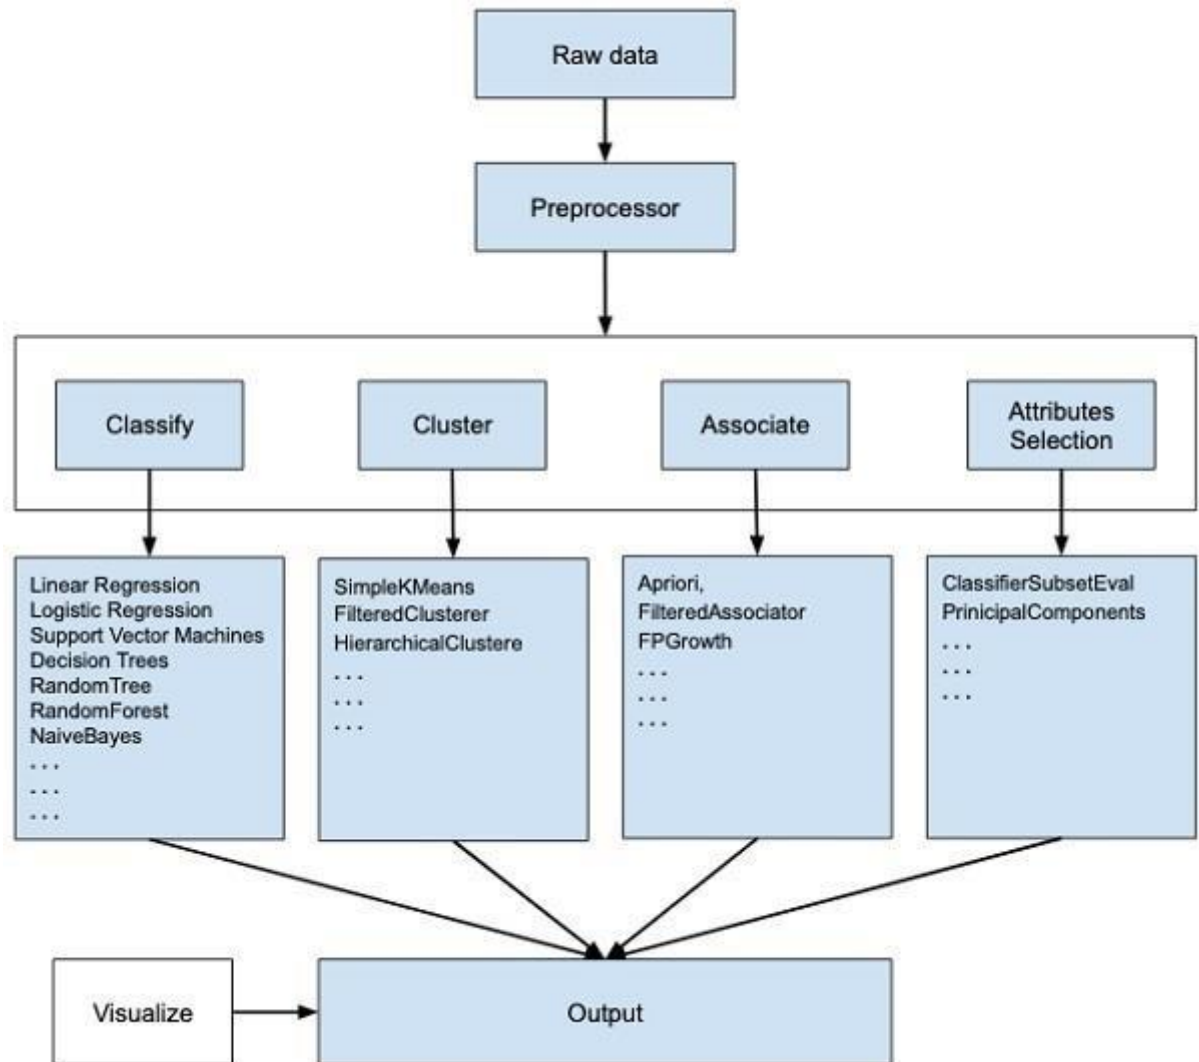 Raw data
Preprocessor
Classify
Cluster
Associate
Attributes
Selection
Linear Regression
Logistic Regression
Support Vector Machines
Decision Trees
RandomTree
RandomForest
NaiveBayes
. . .
. . .
. . .
SimpleKMeans
FilteredClusterer
HierarchicalClustere
. . .
. . .
. . .
Apriori,
FilteredAssociator
FPGrowth
. . .
. . .
. . .
ClassifierSubsetEval
PrinicipalComponents
. . .
. . .
. . .
Visualize
Output